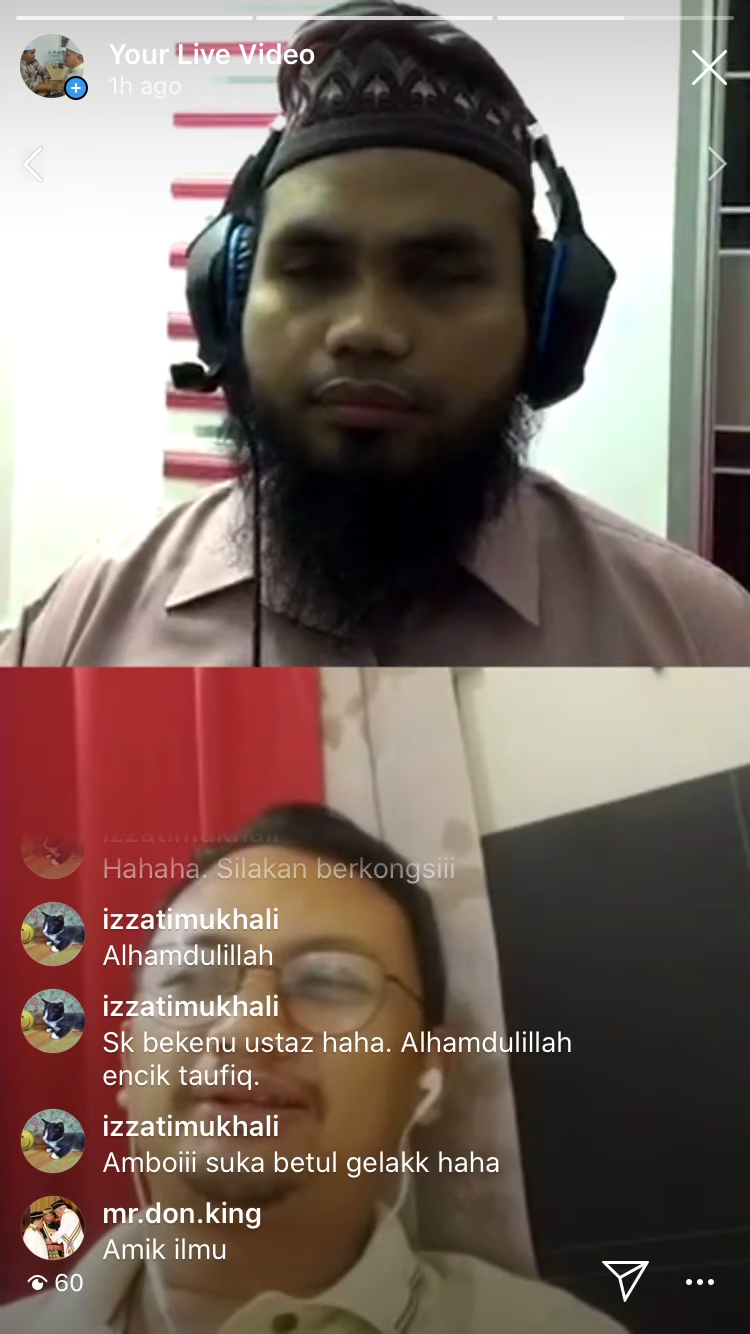 Your Live Video
1h ago
izzatimukhali
Hahaha. Silakan berkongsiii
izzatimukhali
Alhamdulillah
izzatimukhali
Sk bekenu ustaz haha. Alhamdulillah
encik taufiq.
izzatimukhali
Amboiii suka betul gelakk haha
mr.don.king
Amik ilmu
60